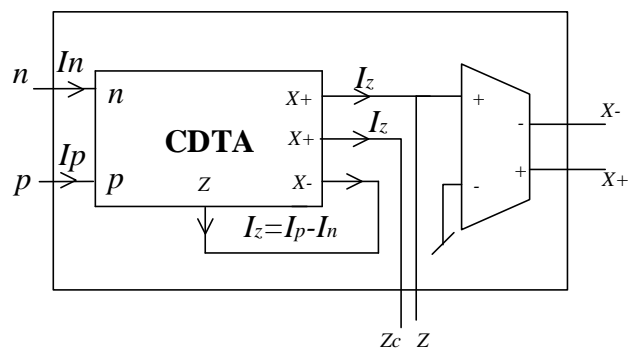 n
In
n
p
Ip
p
CDTA
Z
X+
X+
X-
Iz
Iz
Iz=Ip-In
+
-
-
+
X-
X+
Zc
Z